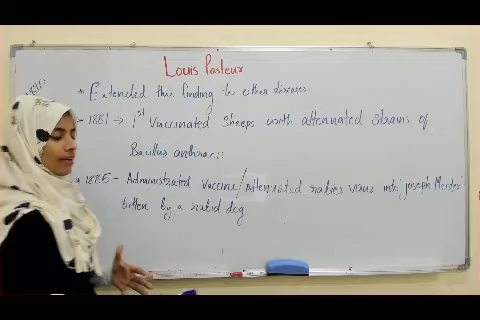 Louis Pasteur
1880
* Extended this finding to other diseases
- 1881 → 1st Vaccinated sheeps with attenuated strains of
Bacillus anthracis
* 1885 - Administrated Vaccine/Attenuated rabies virus into "Joseph Meister"
bitten by a rabid dog